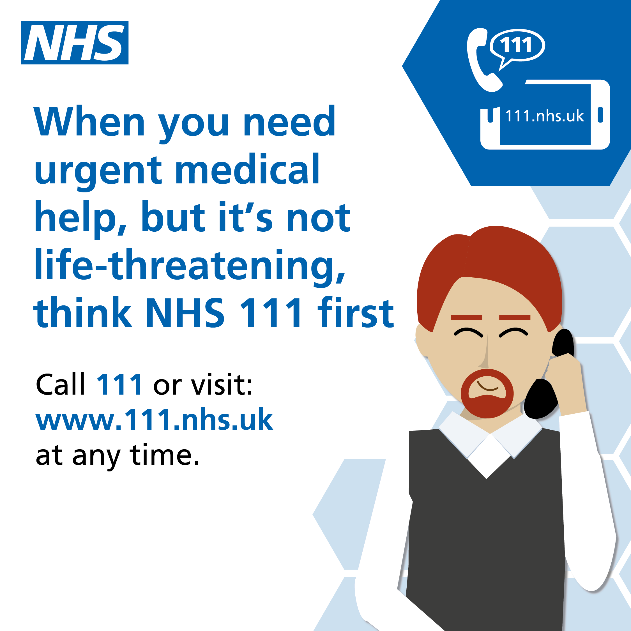 NHS
111
111.nhs.uk
When you need
urgent medical
help, but it's not
life-threatening,
think NHS 111 first
Call 111 or visit:
www.111.nhs.uk
at any time.